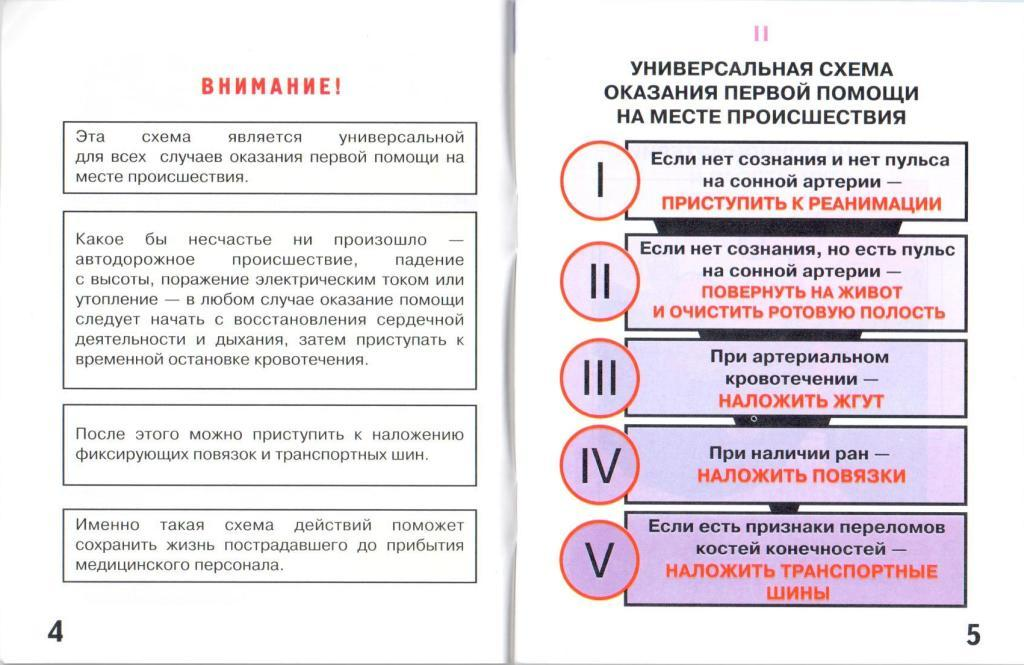 ВНИМАНИЕ!
Эта схема является универсальной
для всех случаев оказания первой помощи на
месте происшествия.
Какое бы несчастье ни произошло —
автодорожное происшествие, падение
с высоты, поражение электрическим током или
утопление — в любом случае оказание помощи
следует начать с восстановления сердечной
деятельности и дыхания, затем приступать к
временной остановке кровотечения.
После этого можно приступить к наложению
фиксирующих повязок и транспортных шин.
Именно такая схема действий поможет
сохранить жизнь пострадавшего до прибытия
медицинского персонала.
4
II
УНИВЕРСАЛЬНАЯ СХЕМА
ОКАЗАНИЯ ПЕРВОЙ ПОМОЩИ
НА МЕСТЕ ПРОИСШЕСТВИЯ
I
Если нет сознания и нет пульса
на сонной артерии —
ПРИСТУПИТЬ К РЕАНИМАЦИИ
II
Если нет сознания, но есть пульс
на сонной артерии —
ПОВЕРНУТЬ НА ЖИВОТ
И ОЧИСТИТЬ РОТОВУЮ ПОЛОСТЬ
III
При артериальном
кровотечении —
НАЛОЖИТЬ ЖГУТ
IV
При наличии ран —
НАЛОЖИТЬ ПОВЯЗКИ
V
Если есть признаки переломов
костей конечностей —
НАЛОЖИТЬ ТРАНСПОРТНЫЕ
ШИНЫ
5